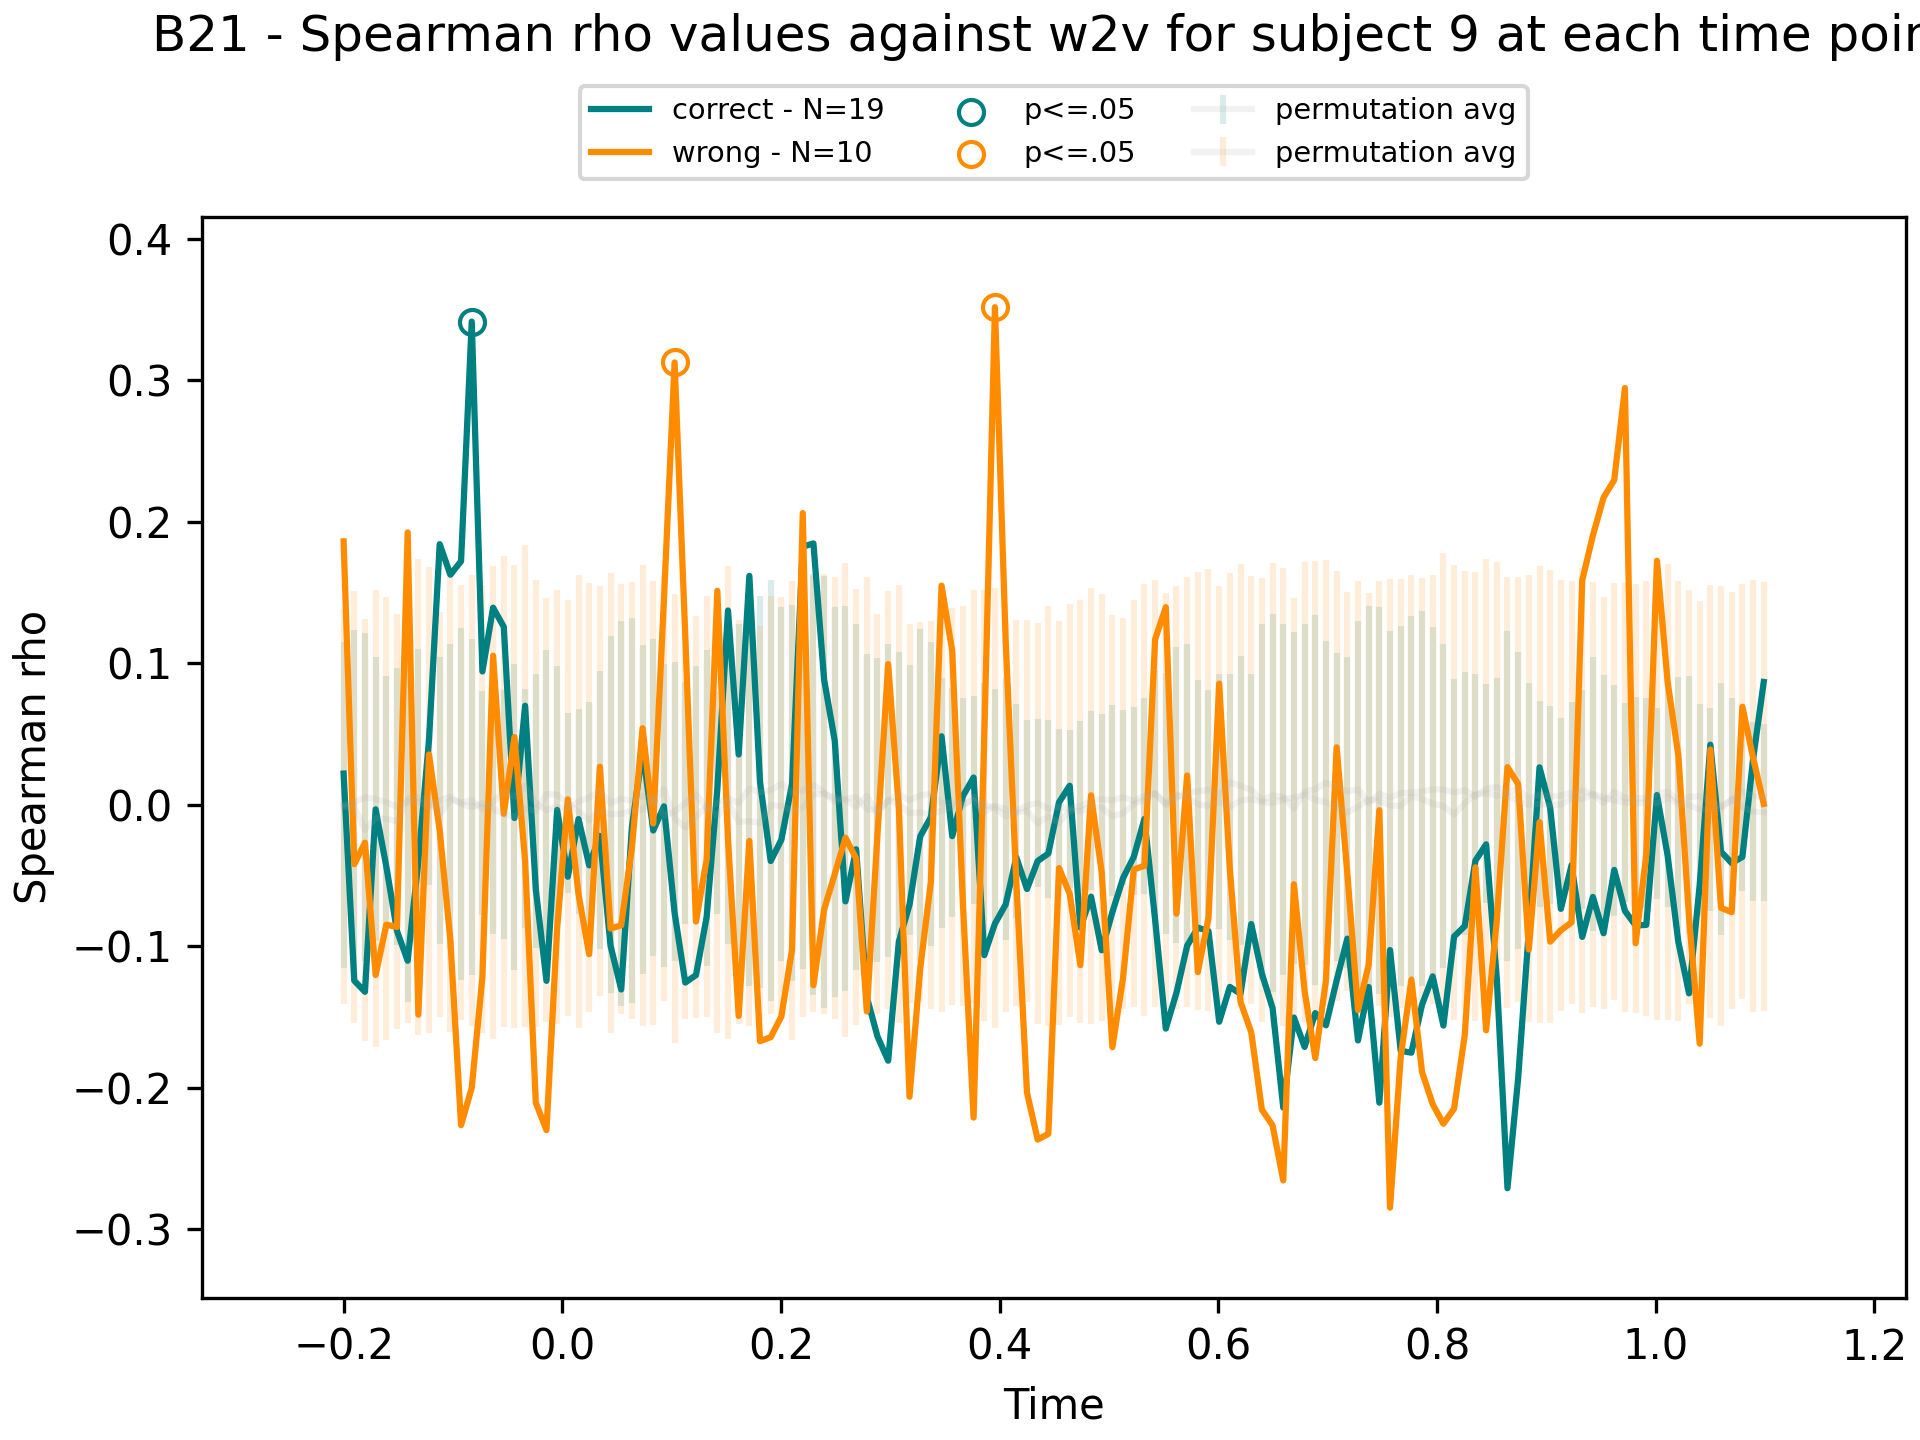 B21 - Spearman rho values against w2v for subject 9 at each time
correct - N=19 p<=.05 permutation avg
wrong - N=10 p<=.05 permutation avg
0.4
0.3
0.2
0.1
0.0
−0.1
−0.2
−0.3
Spearman rho
−0.2 0.0 0.2 0.4 0.6 0.8 1.0 1.2
Time